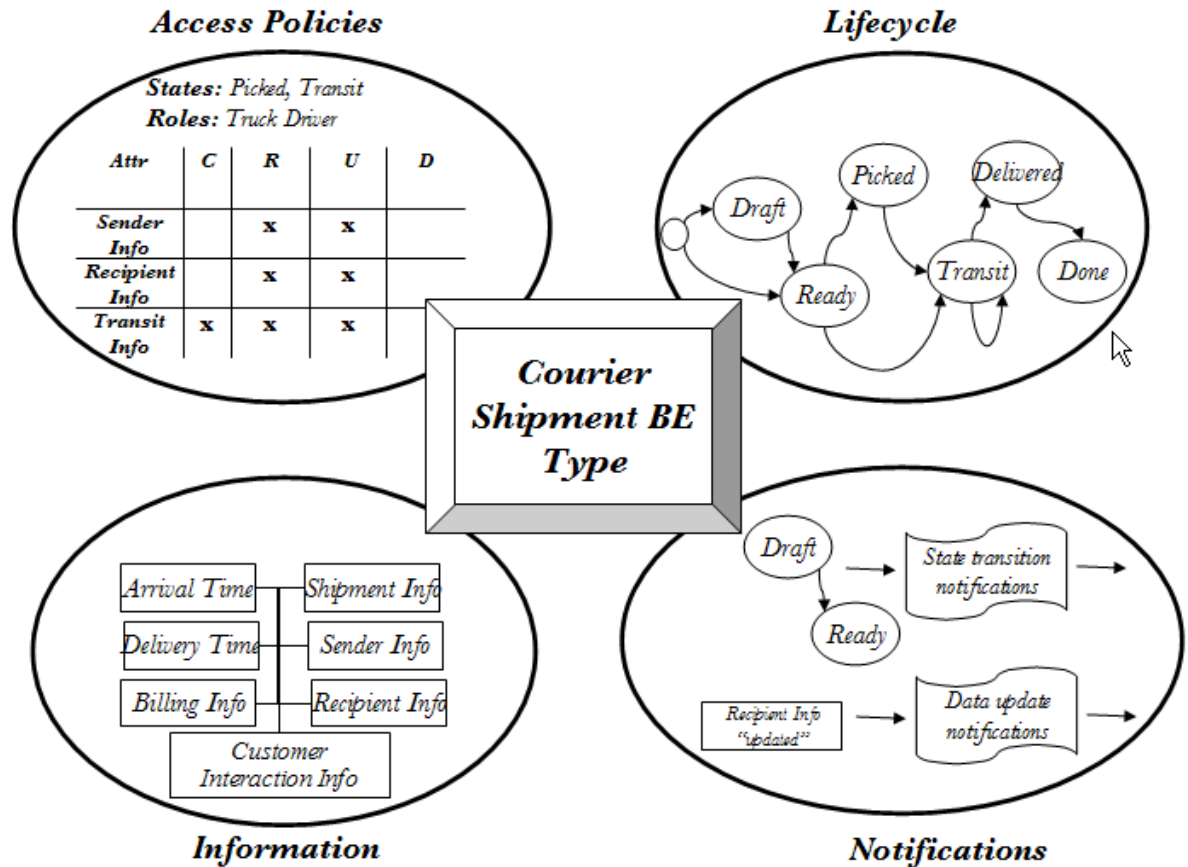 Access Policies
States: Picked, Transit
Roles: Truck Driver
Attr C R U D
Sender
Info
x x
Recipient
Info
x x
Transit
Info
x x x
Lifecycle
Draft
Ready
Picked
Transit
Delivered
Done
Courier
Shipment BE
Type
Arrival Time
Shipment Info
Delivery Time
Sender Info
Billing Info
Recipient Info
Customer
Interaction Info
Information
Draft
Ready
State transition
notifications
Recipient Info
“updated”
Data update
notifications
Notifications